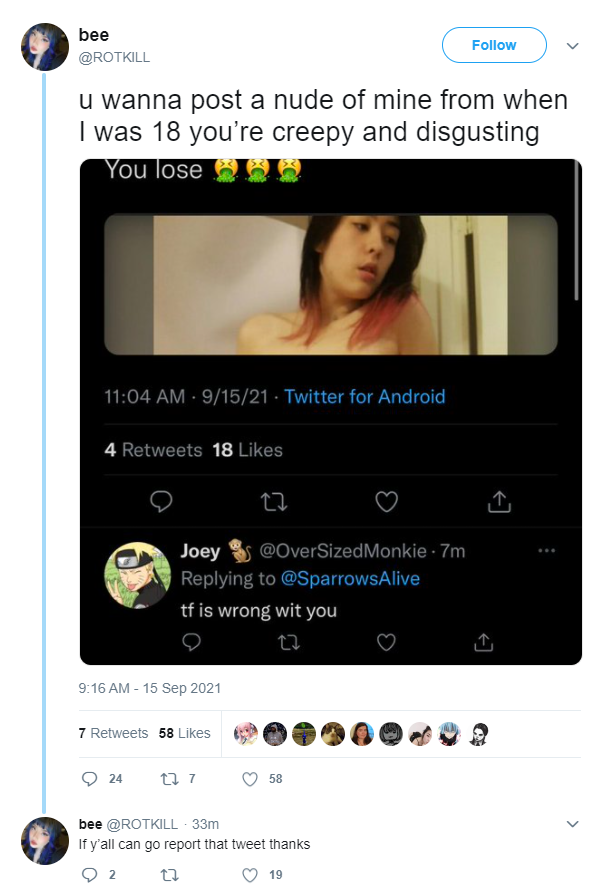 bee
@ROTKILL
Follow
u wanna post a nude of mine from when
I was 18 you’re creepy and disgusting
You lose 🤮🤮🤮
11:04 AM · 9/15/21 · Twitter for Android
4 Retweets 18 Likes
Joey 🐒 @OverSizedMonkie · 7m
Replying to @SparrowsAlive
tf is wrong wit you
9:16 AM - 15 Sep 2021
7 Retweets 58 Likes
24 7 58
bee @ROTKILL · 33m
If y’all can go report that tweet thanks
2 19